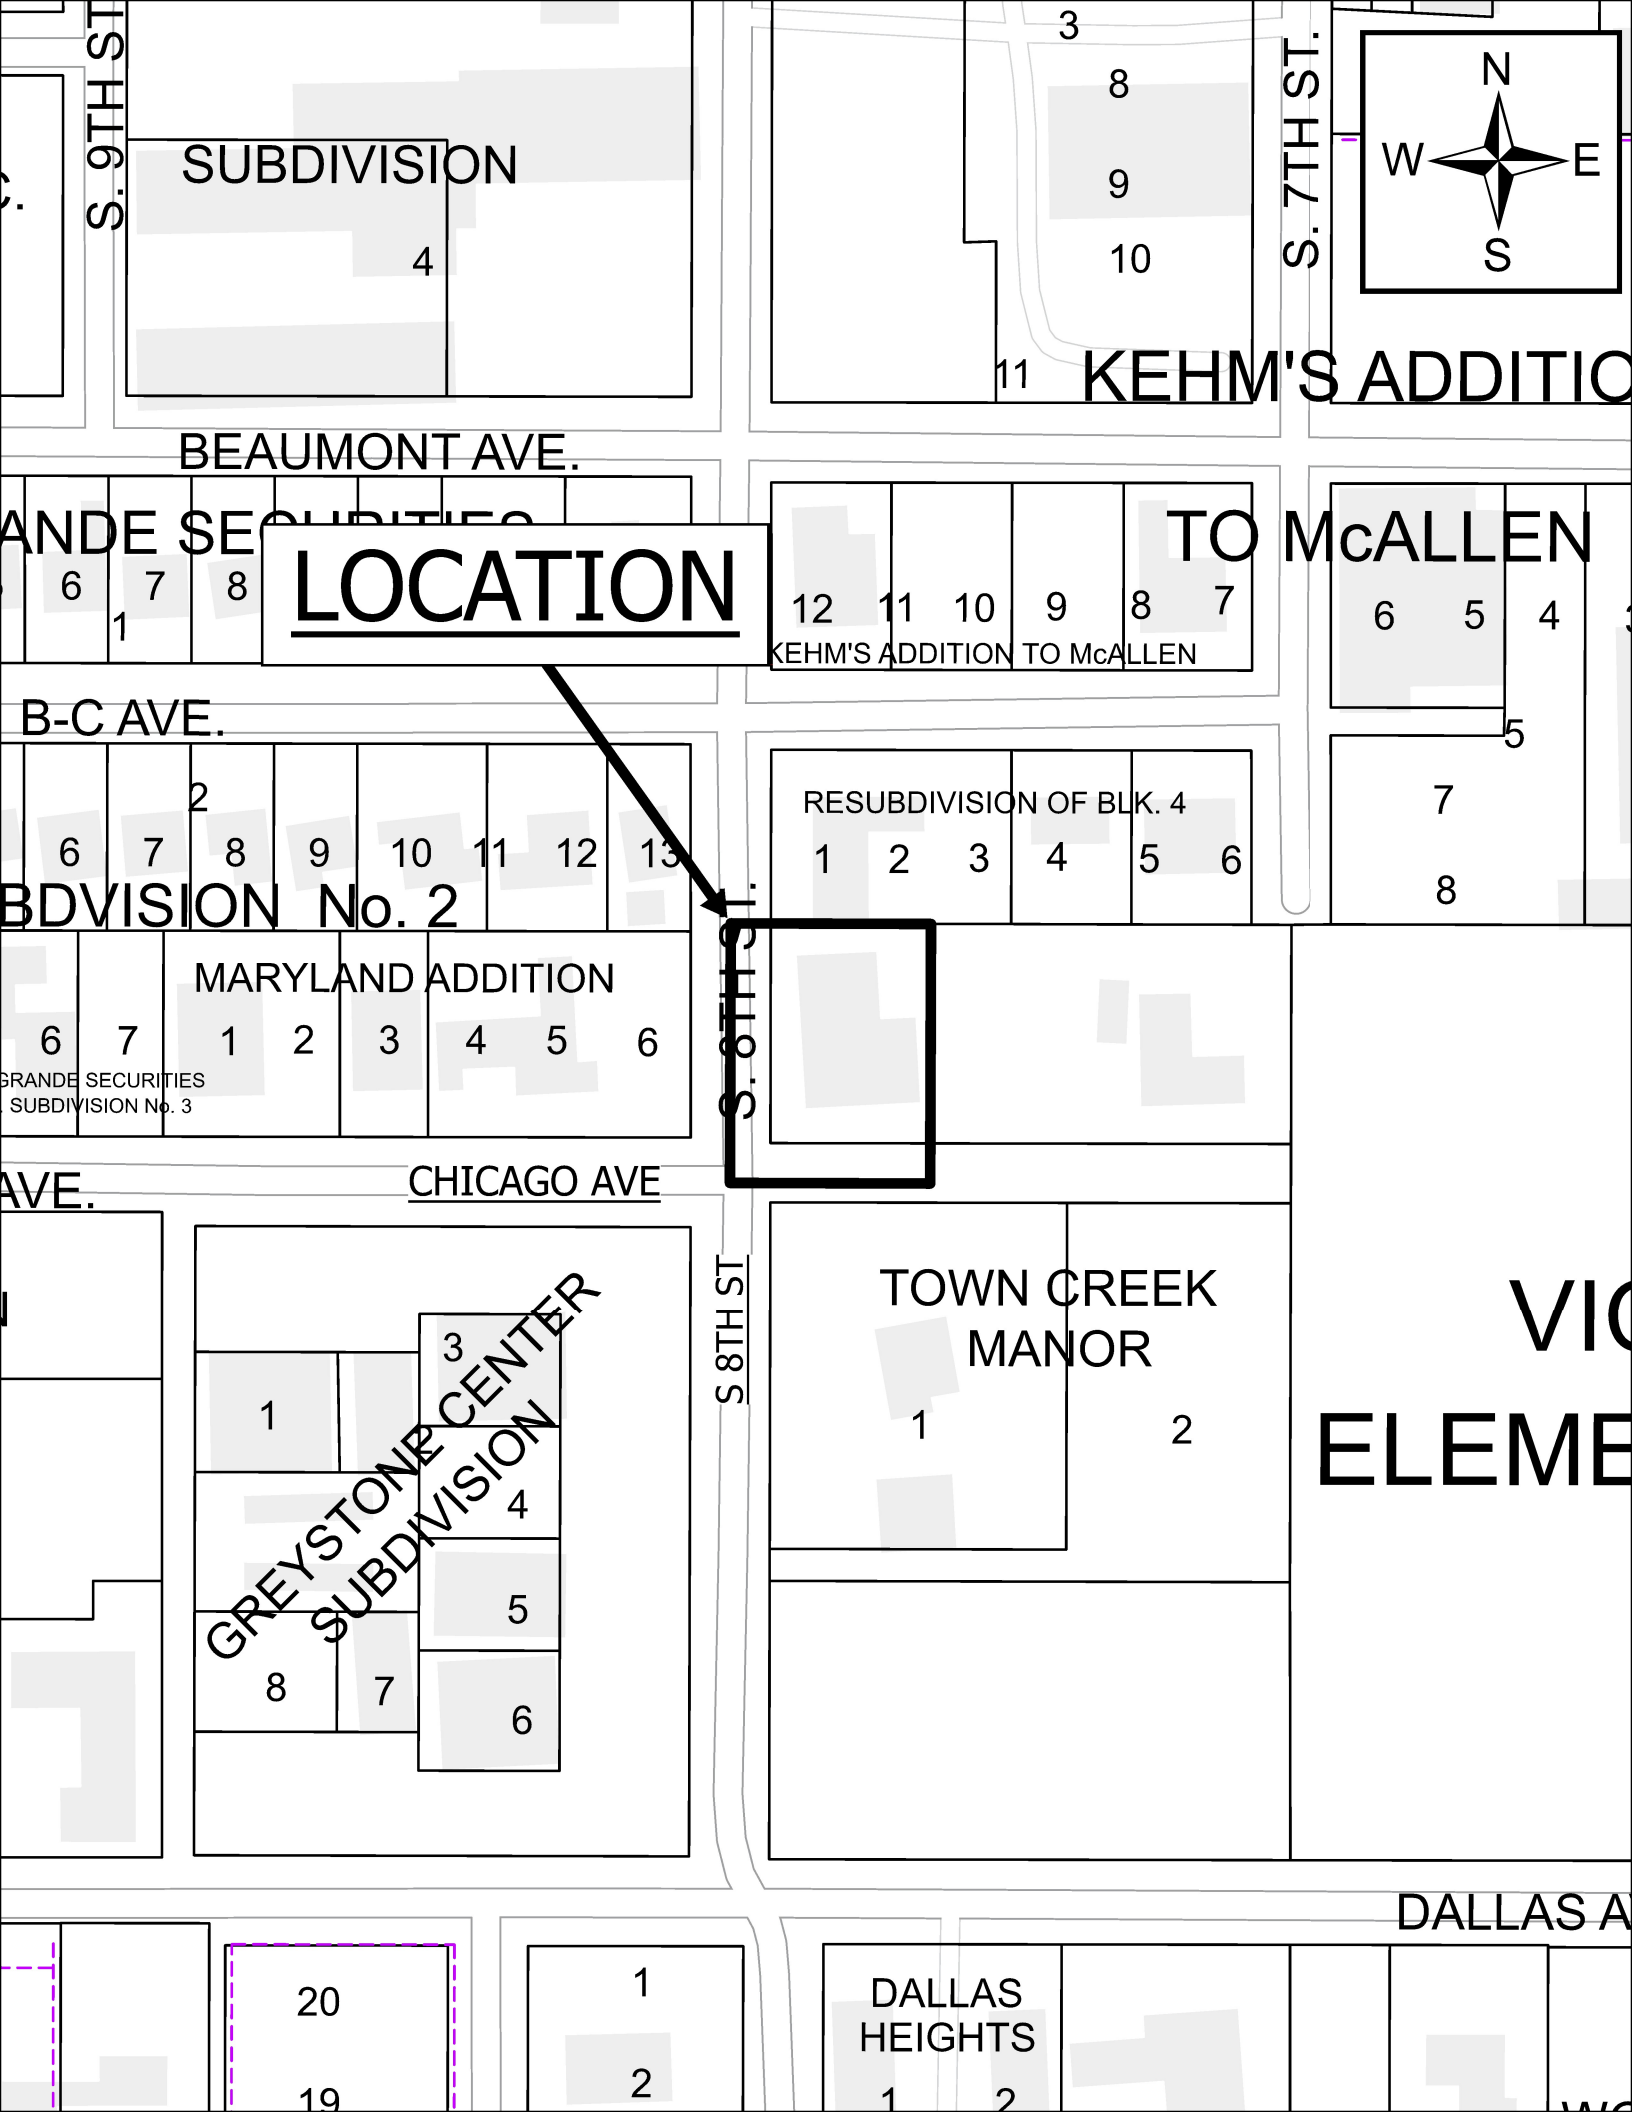 S. 9TH ST
SUBDIVISION
4
C.
3
8
9
10
11
S. 7TH ST.
N
W
E
S
KEHM'S ADDITIO
BEAUMONT AVE.
ANDE
6
7
8
1
LOCATION
12
11
10
9
8
7
KEHM'S ADDITION TO McALLEN
TO McALLEN
6
5
4
B-C AVE.
5
2
6
7
8
9
10
11
12
13
RESUBDIVISION OF BLK. 4
1
2
3
4
5
6
7
8
BDVISION No. 2
S. 8TH ST.
MARYLAND ADDITION
6
7
1
2
3
4
5
6
GRANDE SECURITIES
. SUBDIVISION No. 3
AVE.
CHICAGO AVE
S 8TH ST
TOWN CREEK
MANOR
1
2
VIC
ELEME
GREYSTONE CENTER
SUBDIVISION
3
1
2
4
5
8
7
6
DALLAS A
20
19
1
2
DALLAS
HEIGHTS
1
2